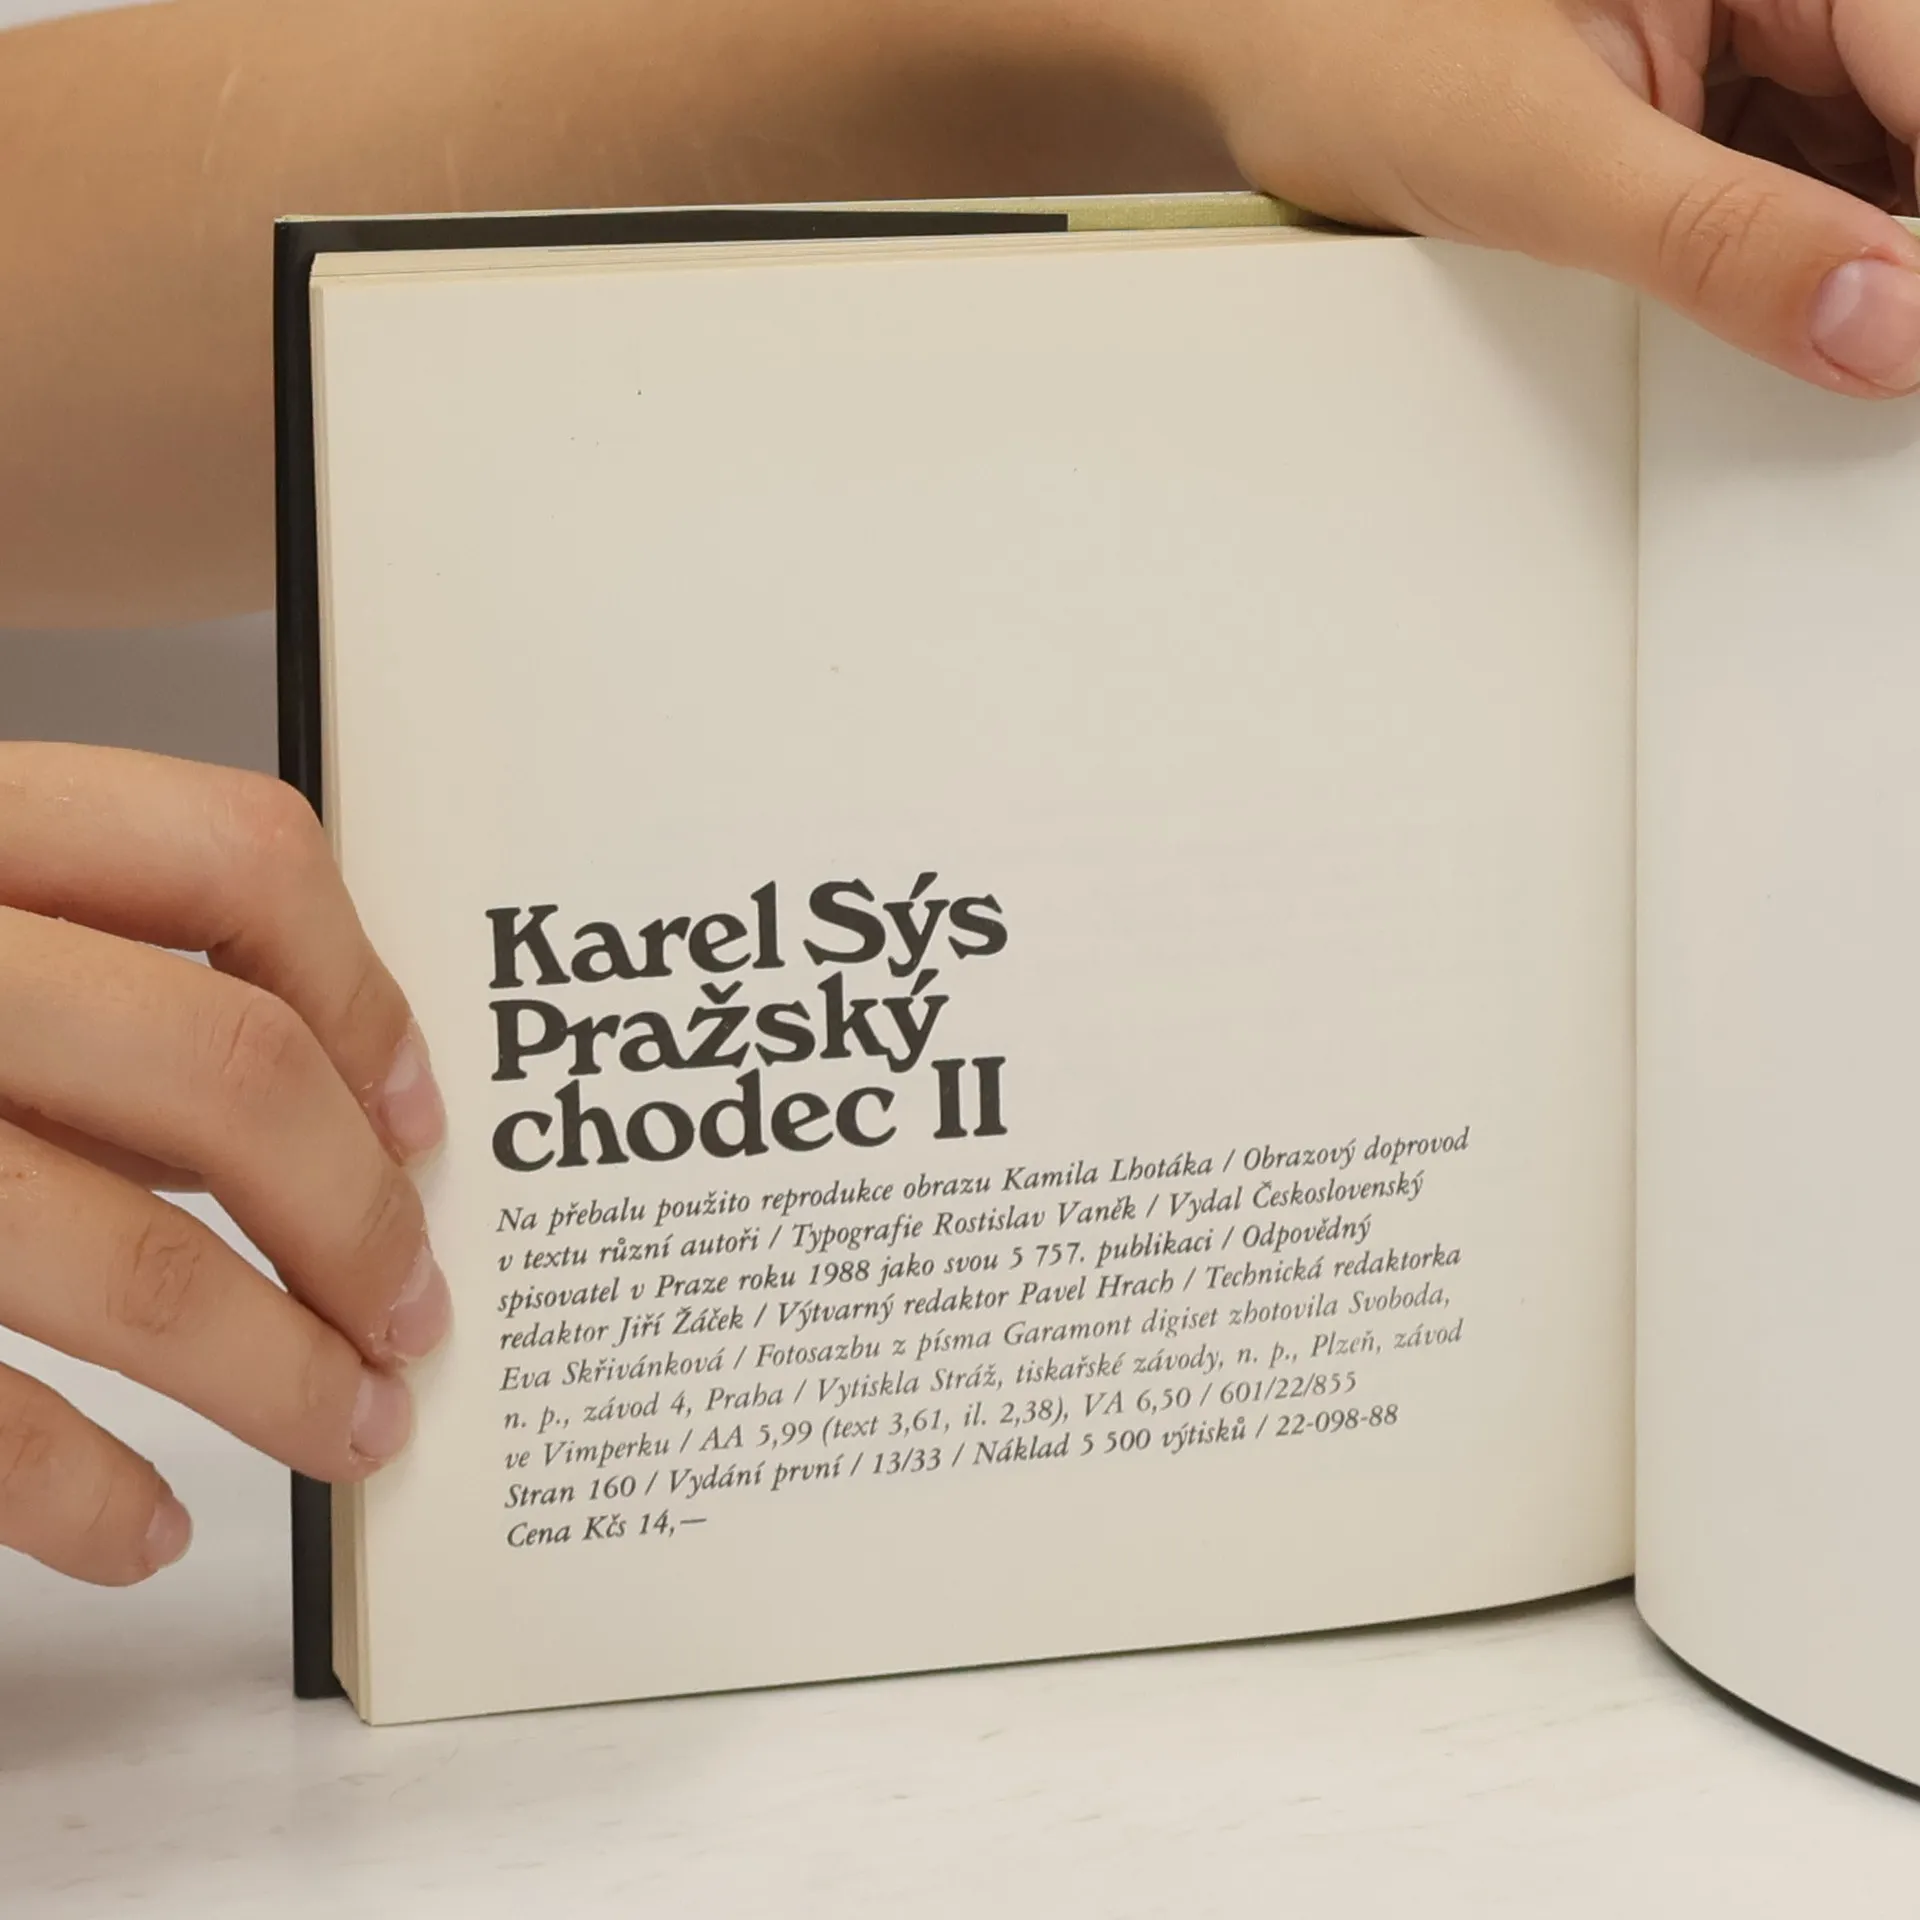 Karel Sýs
Pražský
chodec II
Na přebalu použito reprodukce obrazu Kamila Lhotáka / Obrazový doprovod
v textu různí autoři / Typografie Rostislav Vaněk / Vydal Československý
spisovatel v Praze roku 1988 jako svou 5 757. publikaci / Odpovědný
redaktor Jiří Žáček / Výtvarný redaktor Pavel Hrach / Technická redaktorka
Eva Skřivánková / Fotosazbu z písma Garamont digiset zhotovila Svoboda,
n. p., závod 4, Praha / Vytiskla Stráž, tiskařské závody, n. p., Plzeň, závod
ve Vimperku / AA 5,99 (text 3,61, il. 2,38), VA 6,50 / 601/22/855
Stran 160 / Vydání první / 13/33 / Náklad 5 500 výtisků / 22-098-88
Cena Kčs 14,—